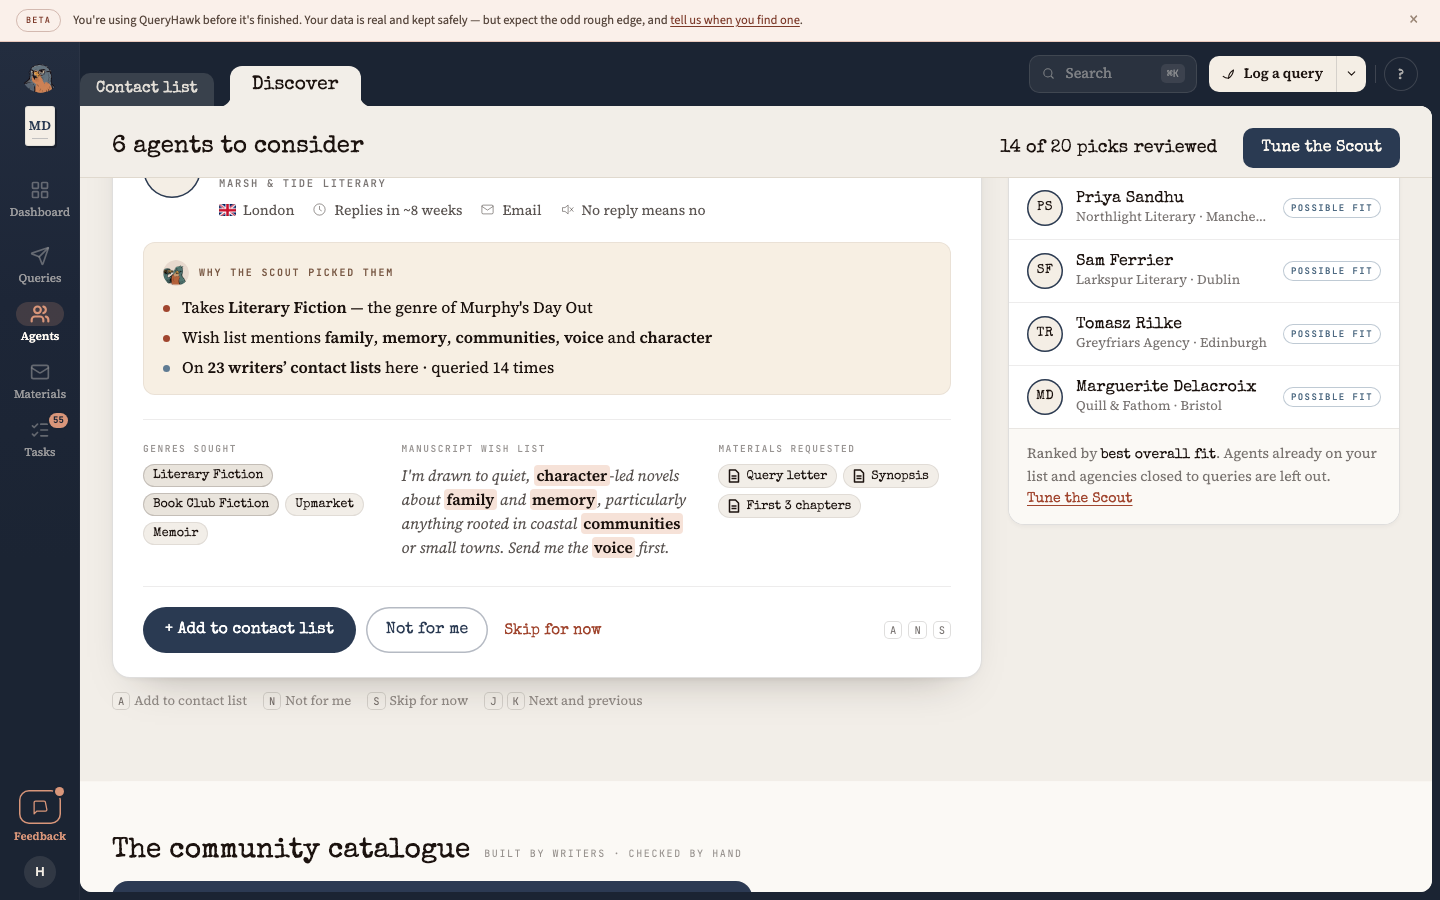 BETA You're using QueryHawk before it's finished. Your data is real and kept safely — but expect the odd rough edge, and tell us when you find one. ×
Contact list
Discover
Search ⌘K
Log a query
?
MD
Dashboard
Queries
Agents
Materials
55
Tasks
Feedback
H
6 agents to consider
14 of 20 picks reviewed
Tune the Scout
MARSH & TIDE LITERARY
London Replies in ~8 weeks Email No reply means no
WHY THE SCOUT PICKED THEM
Takes Literary Fiction — the genre of Murphy's Day Out
Wish list mentions family, memory, communities, voice and character
On 23 writers’ contact lists here · queried 14 times
GENRES SOUGHT
Literary Fiction
Book Club Fiction Upmarket
Memoir
MANUSCRIPT WISH LIST
I'm drawn to quiet, character-led novels
about family and memory, particularly
anything rooted in coastal communities
or small towns. Send me the voice first.
MATERIALS REQUESTED
Query letter Synopsis
First 3 chapters
+ Add to contact list Not for me Skip for now A N S
A Add to contact list N Not for me S Skip for now J K Next and previous
PS Priya Sandhu
Northlight Literary · Manche...
POSSIBLE FIT
SF Sam Ferrier
Larkspur Literary · Dublin
POSSIBLE FIT
TR Tomasz Rilke
Greyfriars Agency · Edinburgh
POSSIBLE FIT
MD Marguerite Delacroix
Quill & Fathom · Bristol
POSSIBLE FIT
Ranked by best overall fit. Agents already on your
list and agencies closed to queries are left out.
Tune the Scout
The community catalogue BUILT BY WRITERS · CHECKED BY HAND